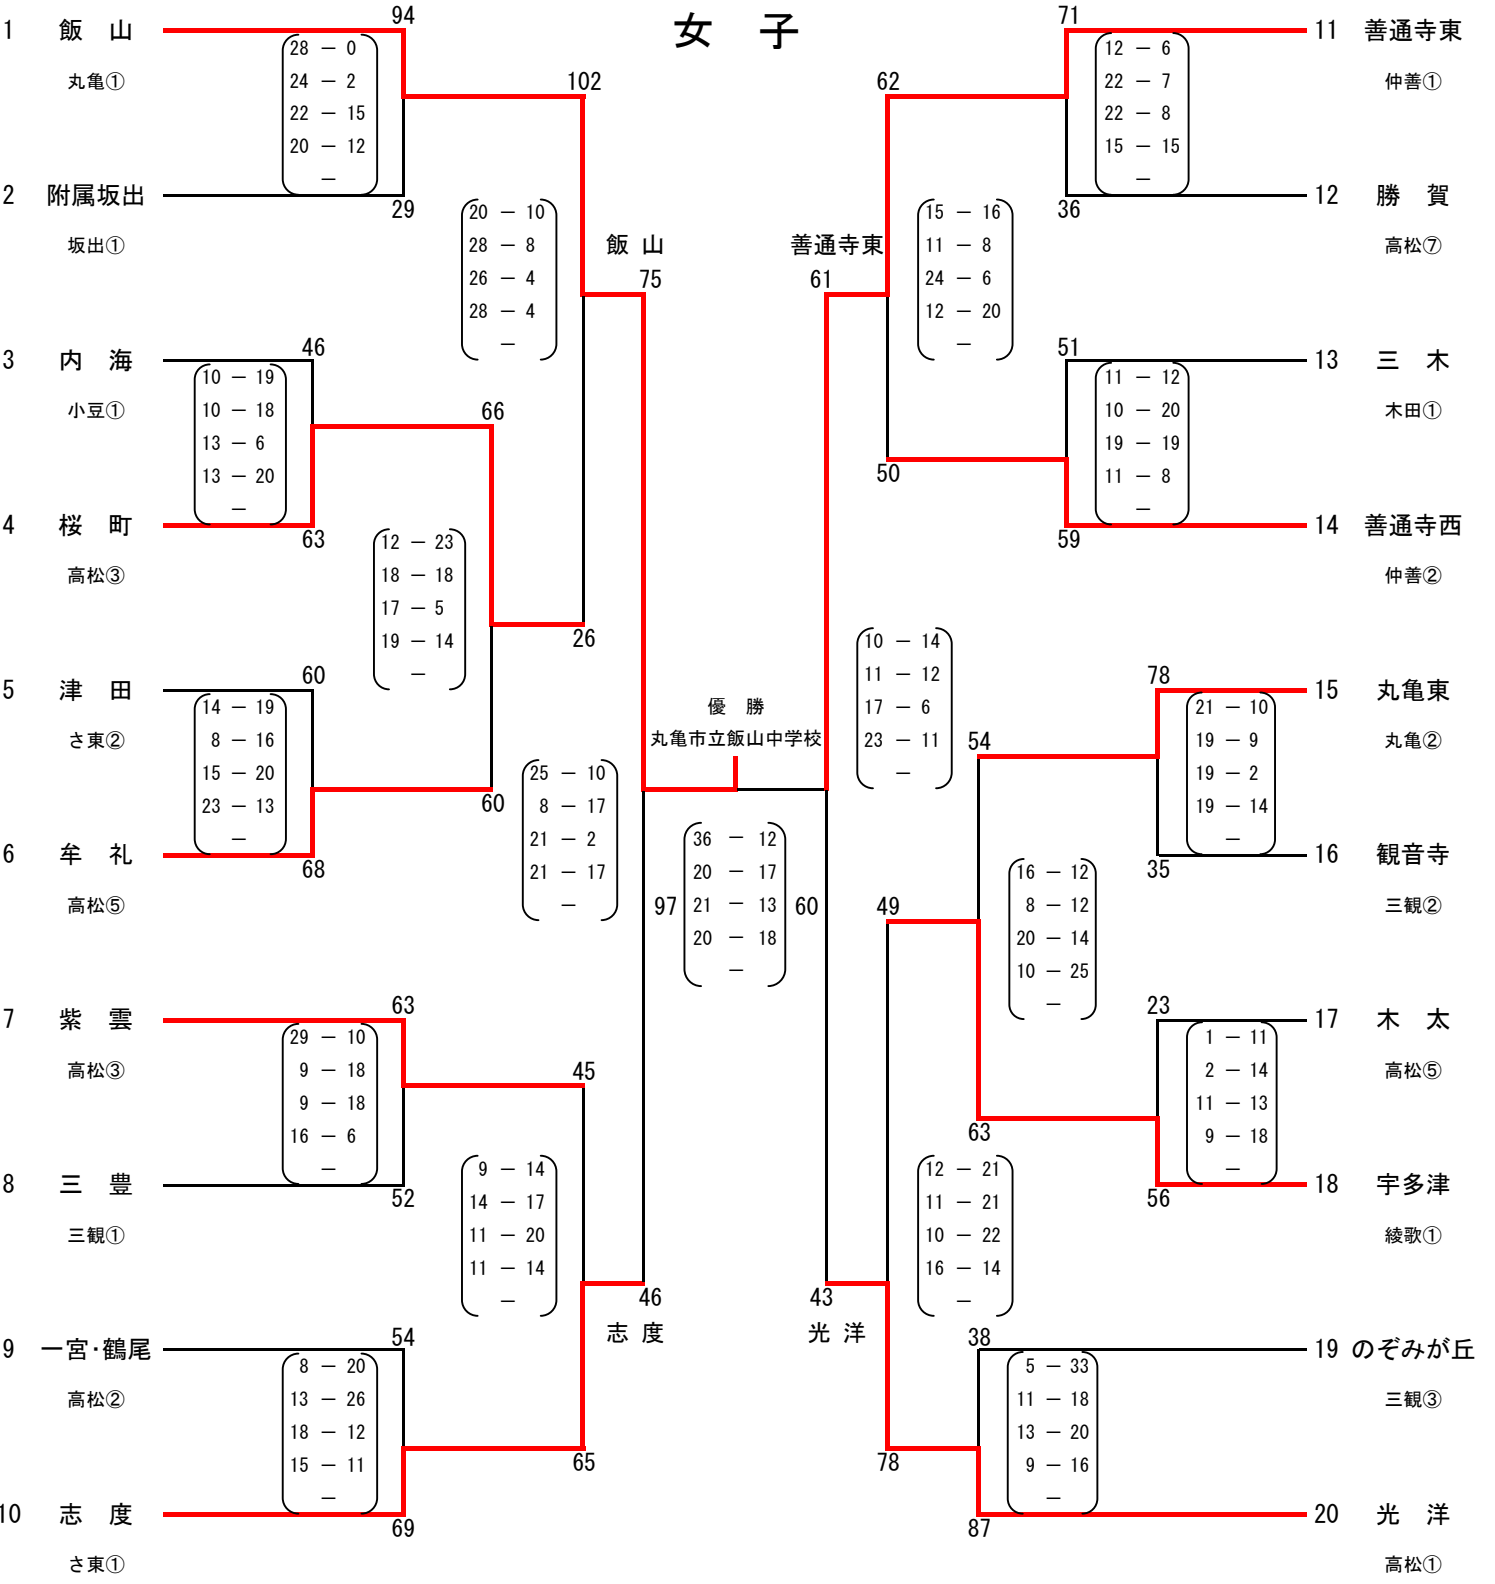 女　子
1 飯　山
丸亀①
94
28 － 0
24 － 2
22 － 15
20 － 12
－
2 附属坂出
坂出①
29
102
20 － 10
28 － 8
26 － 4
28 － 4
－
3 内　海
小豆①
46
10 － 19
10 － 18
13 － 6
13 － 20
－
4 桜　町
高松③
63
66
12 － 23
18 － 18
17 － 5
19 － 14
－
26
5 津　田
さ東②
60
14 － 19
8 － 16
15 － 20
23 － 13
－
6 牟　礼
高松⑤
68
60
飯 山
75
25 － 10
8 － 17
21 － 2
21 － 17
－
7 紫　雲
高松③
63
29 － 10
9 － 18
9 － 18
16 － 6
－
8 三　豊
三観①
52
45
9 － 14
14 － 17
11 － 20
11 － 14
－
46
志 度
9 一宮・鶴尾
高松②
54
8 － 20
13 － 26
18 － 12
15 － 11
－
10 志　度
さ東①
69
65
優　勝
丸亀市立飯山中学校
97
36 － 12
20 － 17
21 － 13
20 － 18
－
60
11 善通寺東
仲善①
71
12 － 6
22 － 7
22 － 8
15 － 15
－
12 勝　賀
高松⑦
36
62
善通寺東
61
15 － 16
11 － 8
24 － 6
12 － 20
－
13 三　木
木田①
51
11 － 12
10 － 20
19 － 19
11 － 8
－
14 善通寺西
仲善②
59
50
10 － 14
11 － 12
17 － 6
23 － 11
－
15 丸亀東
丸亀②
78
21 － 10
19 － 9
19 － 2
19 － 14
－
16 観音寺
三観②
35
54
16 － 12
8 － 12
20 － 14
10 － 25
－
49
17 木　太
高松⑤
23
1 － 11
2 － 14
11 － 13
9 － 18
－
18 宇多津
綾歌①
56
63
12 － 21
11 － 21
10 － 22
16 － 14
－
43
光 洋
19 のぞみが丘
三観③
38
5 － 33
11 － 18
13 － 20
9 － 16
－
20 光　洋
高松①
87
78